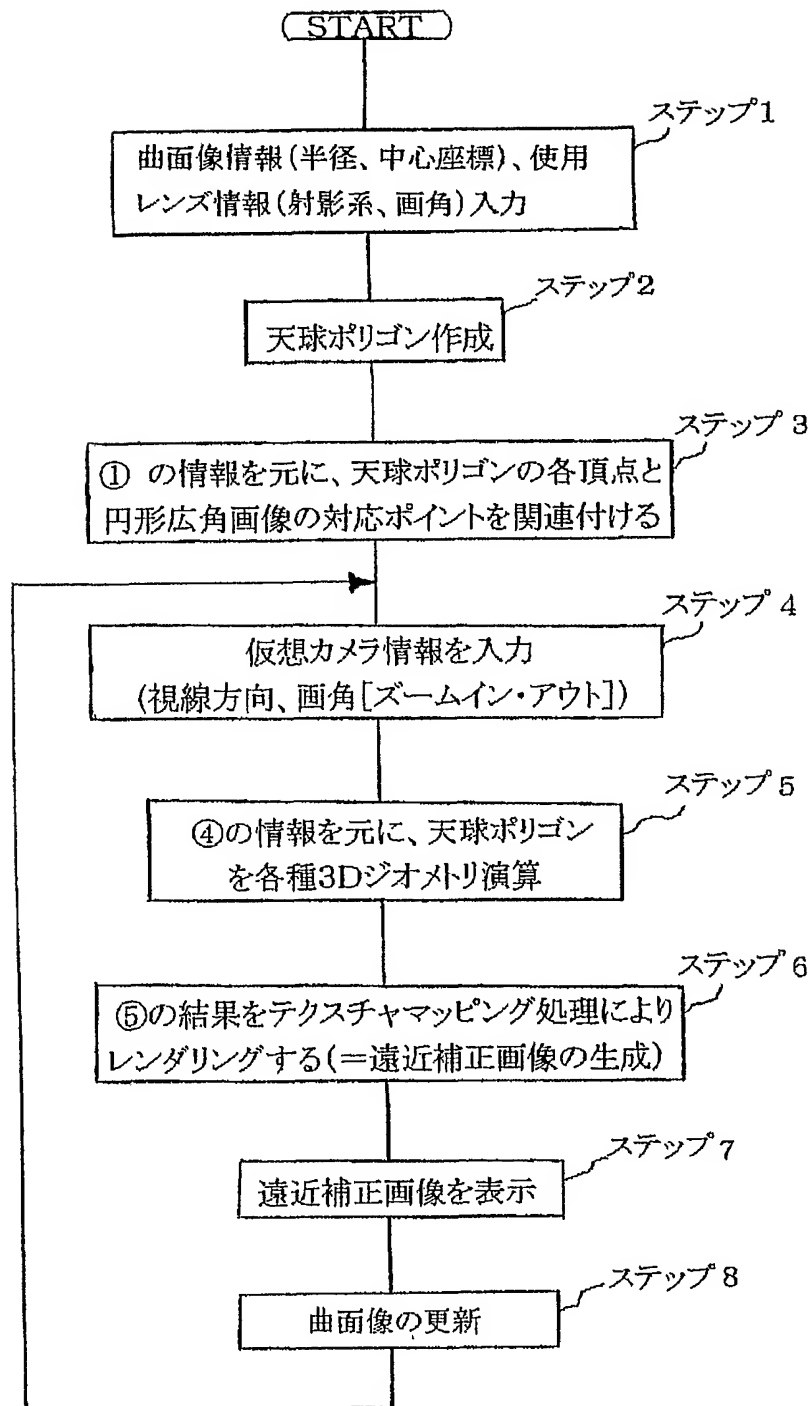 START
ステップ1
曲面像情報(半径、中心座標)、使用
レンズ情報(射影系、画角)入力
ステップ2
天球ポリゴン作成
ステップ3
① の情報を元に、天球ポリゴンの各頂点と
円形広角画像の対応ポイントを関連付ける
ステップ4
仮想カメラ情報を入力
(視線方向、画角[ズームイン・アウト])
ステップ5
④の情報を元に、天球ポリゴン
を各種3Dジオメトリ演算
ステップ6
⑤の結果をテクスチャマッピング処理により
レンダリングする(=遠近補正画像の生成)
ステップ7
遠近補正画像を表示
ステップ8
曲面像の更新